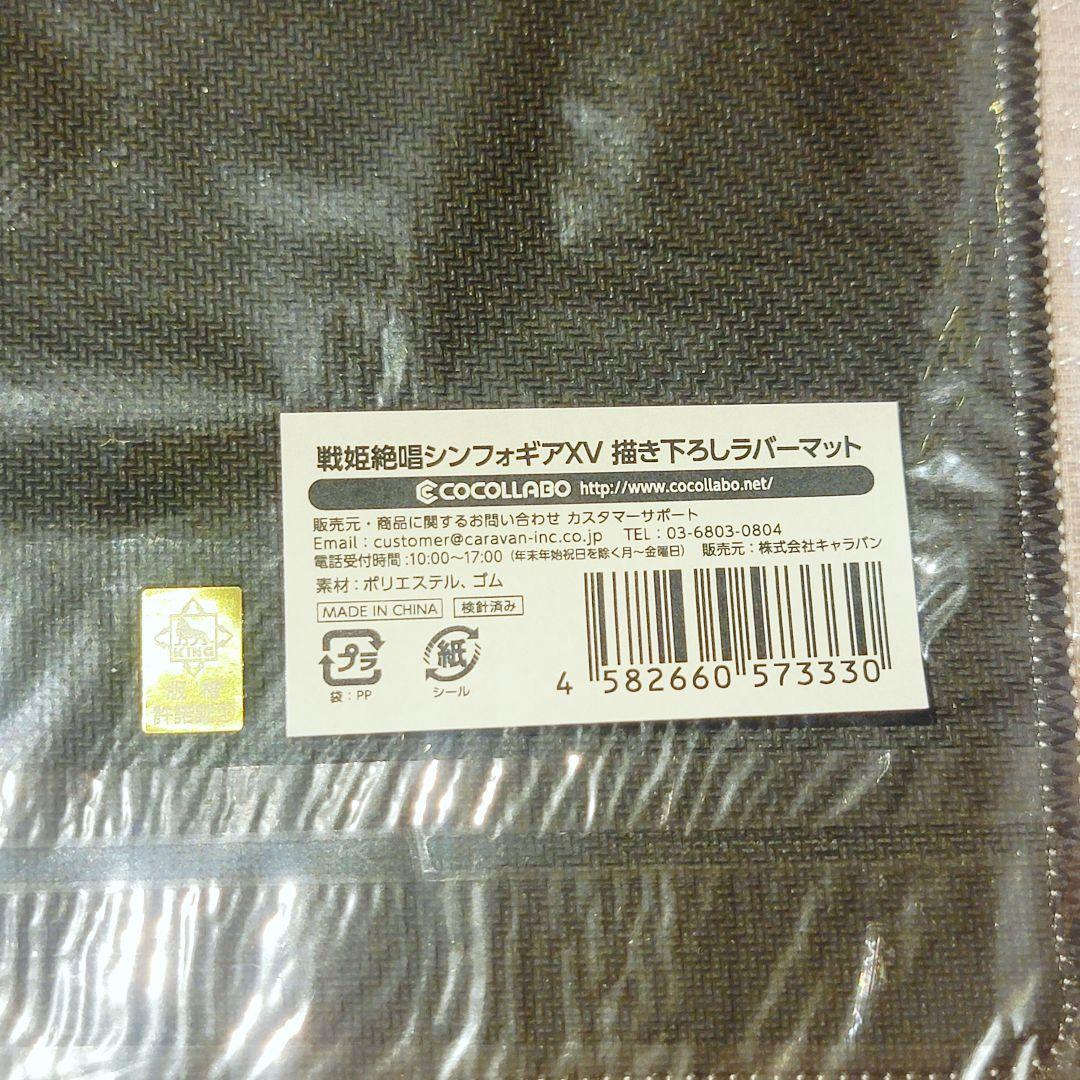 戦姫絶唱シンフォギアXV 描き下ろしラバーマット
COCOLLABO http://www.cocollabo.net/
販売元・商品に関するお問い合わせ カスタマーサポート
Email : customer@caravan-inc.co.jp TEL : 03-6803-0804
電話受付時間 : 10:00〜17:00 (年末年始祝日を除く月〜金曜日) 販売元 : 株式会社キャラバン
素材 : ポリエステル、ゴム
MADE IN CHINA 検針済み
プラ
袋 : PP
紙
シール
4 582660 573330
KING
版権
許諾証